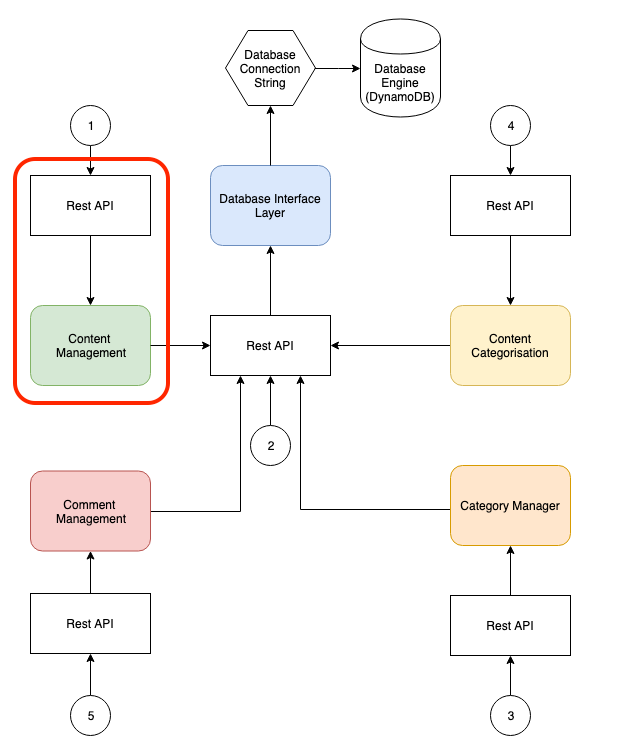 Database
Connection
String
Database
Engine
(DynamoDB)
1
4
Rest API
Database Interface
Layer
Rest API
Content
Management
Rest API
Content
Categorisation
2
Comment
Management
Category Manager
Rest API
Rest API
5
3